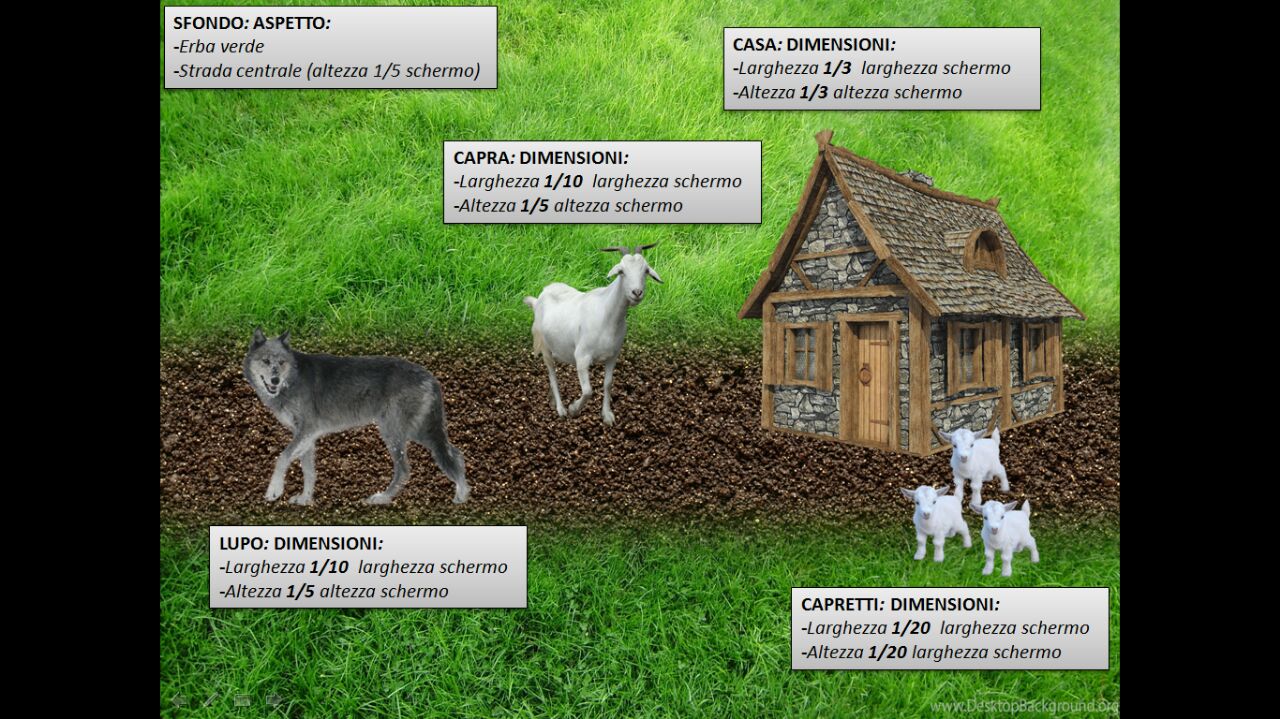 SFONDO: ASPETTO:
-Erba verde
-Strada centrale (altezza 1/5 schermo)
CASA: DIMENSIONI:
-Larghezza 1/3 larghezza schermo
-Altezza 1/3 altezza schermo
CAPRA: DIMENSIONI:
-Larghezza 1/10 larghezza schermo
-Altezza 1/5 altezza schermo
LUPO: DIMENSIONI:
-Larghezza 1/10 larghezza schermo
-Altezza 1/5 altezza schermo
CAPRETTI: DIMENSIONI:
-Larghezza 1/20 larghezza schermo
-Altezza 1/20 larghezza schermo
www.DesktopBackground.org